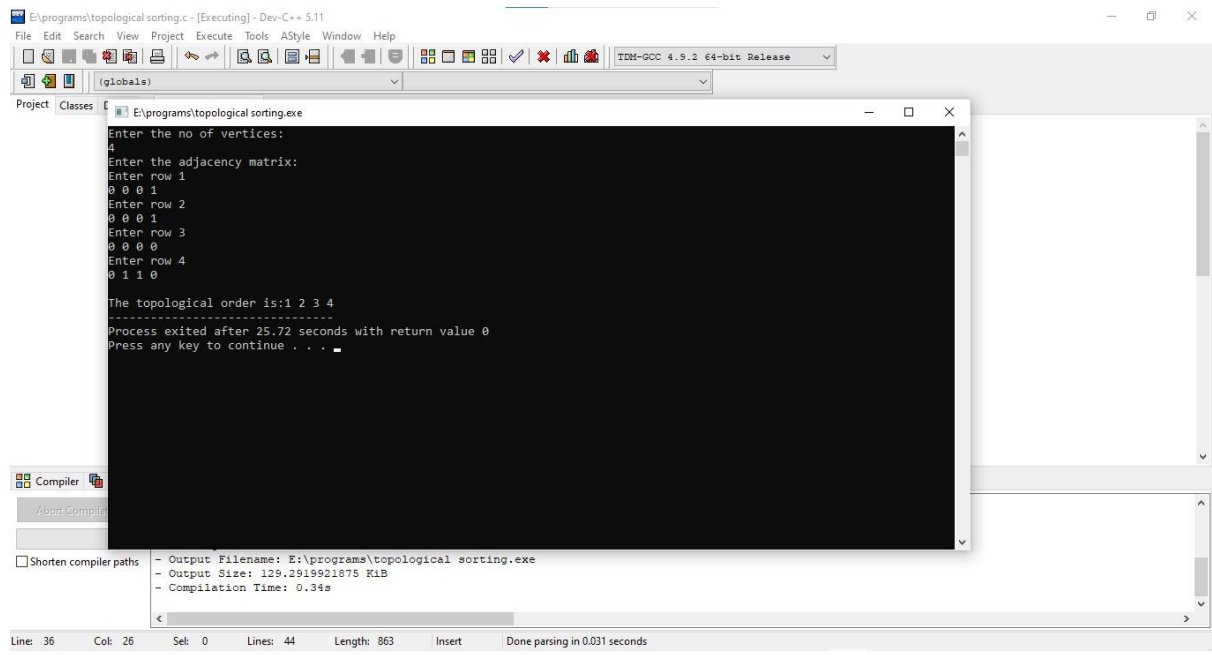 E:\programs\topological sorting.c - [Executing] - Dev-C++ 5.11
File Edit Search View Project Execute Tools AStyle Window Help
TDM-GCC 4.9.2 64-bit Release
(globals)
Project Classes
E:\programs\topological sorting.exe
Enter the no of vertices:
4
Enter the adjacency matrix:
Enter row 1
0 0 0 1
Enter row 2
0 0 0 1
Enter row 3
0 0 0 0
Enter row 4
0 1 1 0
The topological order is:1 2 3 4
--------------------------------
Process exited after 25.72 seconds with return value 0
Press any key to continue . . .
Compiler
Abort Compilat
Shorten compiler paths
- Output Filename: E:\programs\topological sorting.exe
- Output Size: 129.2919921875 KiB
- Compilation Time: 0.34s
Line: 36 Col: 26 Sel: 0 Lines: 44 Length: 863 Insert Done parsing in 0.031 seconds